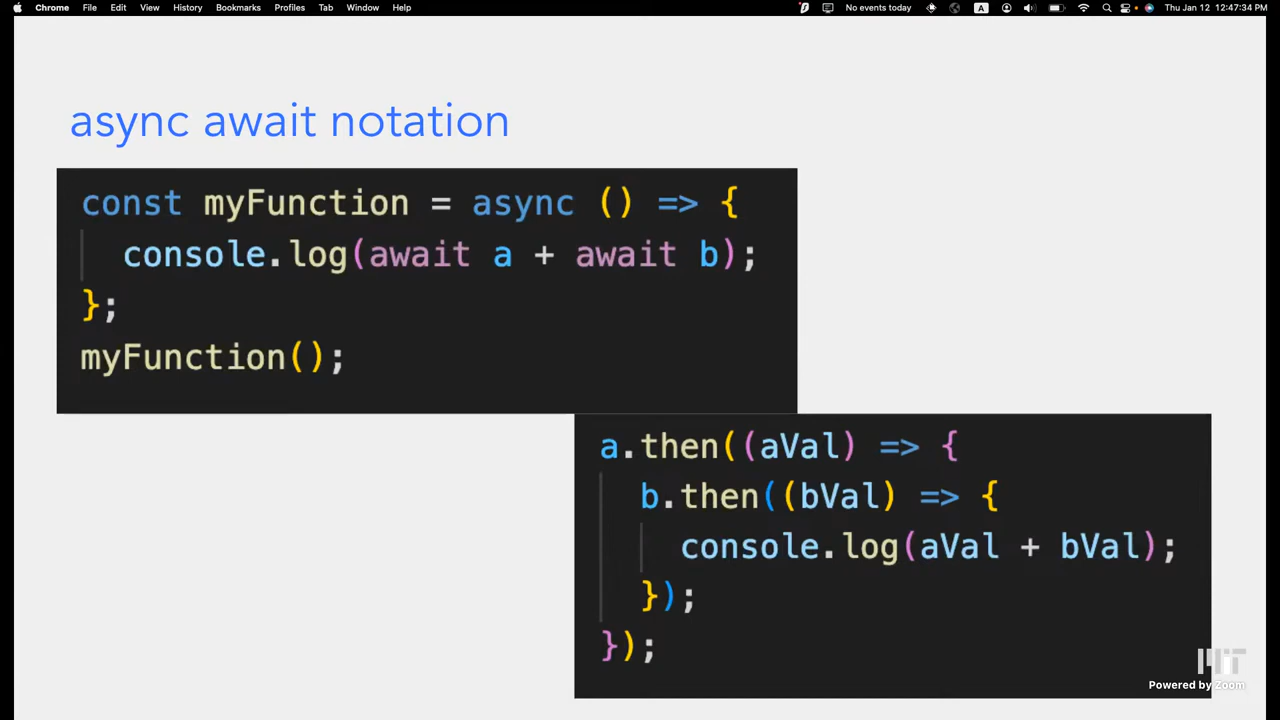 Chrome File Edit View History Bookmarks Profiles Tab Window Help No events today A Thu Jan 12 12:47:34 PM
async await notation
const myFunction = async () => {
console.log(await a + await b);
};
myFunction();
a.then((aVal) => {
b.then((bVal) => {
console.log(aVal + bVal);
});
});
MIT
Powered by Zoom